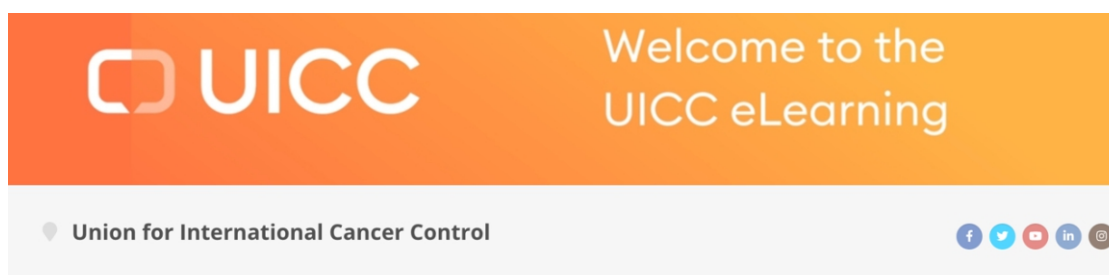 UICC
Welcome to the
UICC eLearning
Union for International Cancer Control